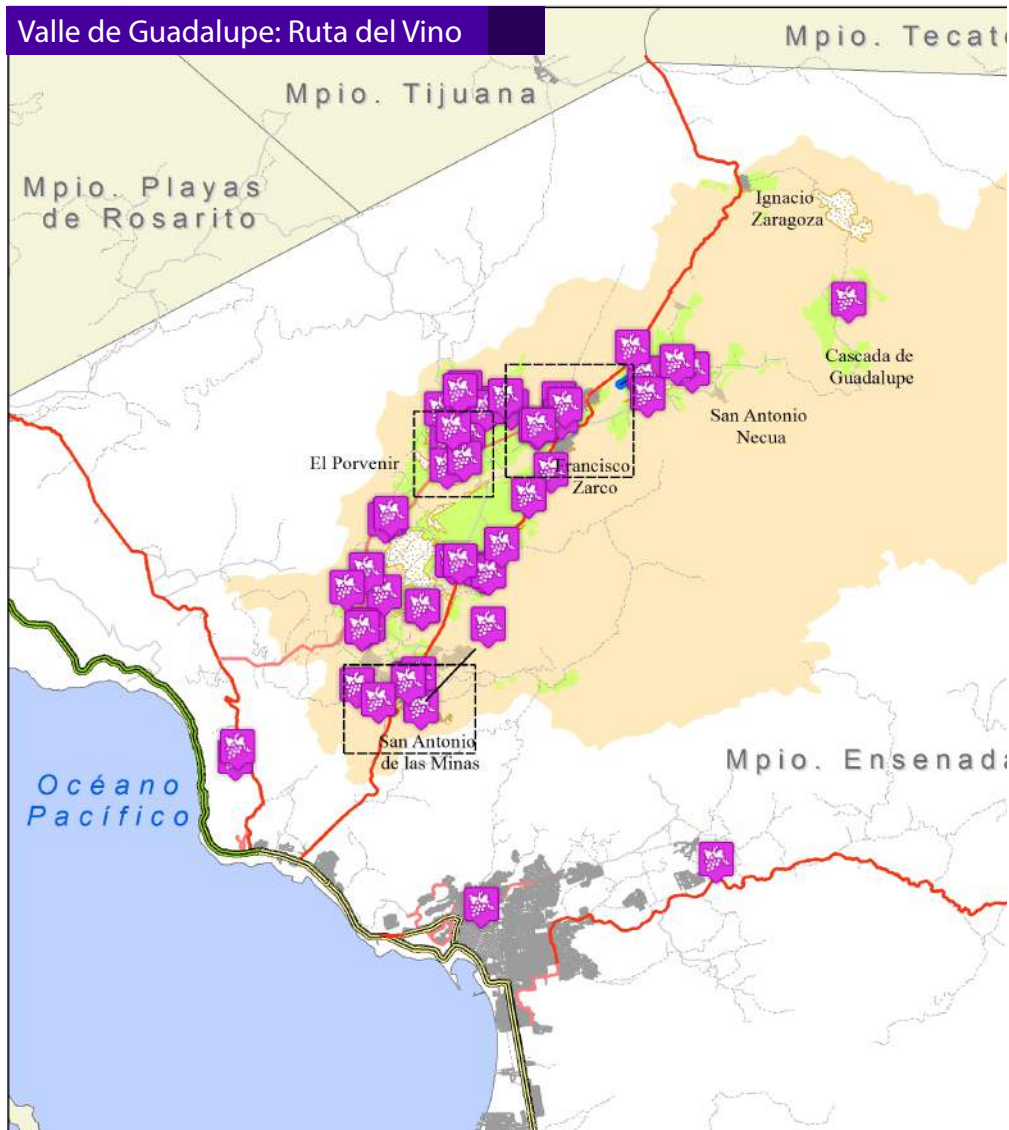 Valle de Guadalupe: Ruta del Vino
Mpio. Tecate
Mpio. Tijuana
Mpio. Playas
de Rosarito
Ignacio
Zaragoza
Cascada de
Guadalupe
San Antonio
Necua
El Porvenir
Francisco
Zarco
San Antonio
de las Minas
Mpio. Ensenada
Océano
Pacífico